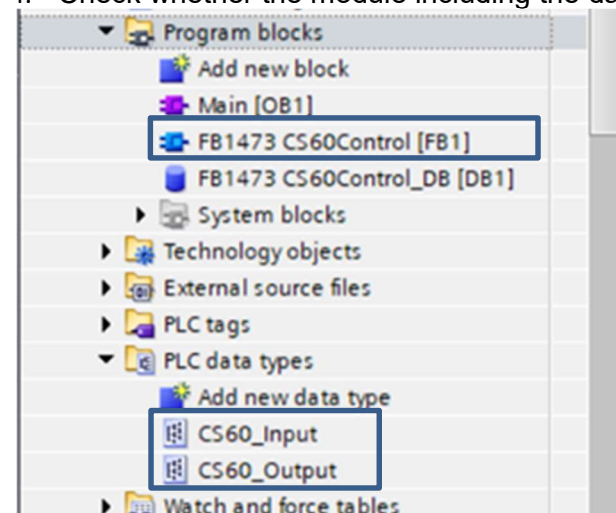 Check whether the module including the da
Program blocks
Add new block
Main [OB1]
FB1473 CS60Control [FB1]
FB1473 CS60Control_DB [DB1]
System blocks
Technology objects
External source files
PLC tags
PLC data types
Add new data type
CS60_Input
CS60_Output
Watch and force tables